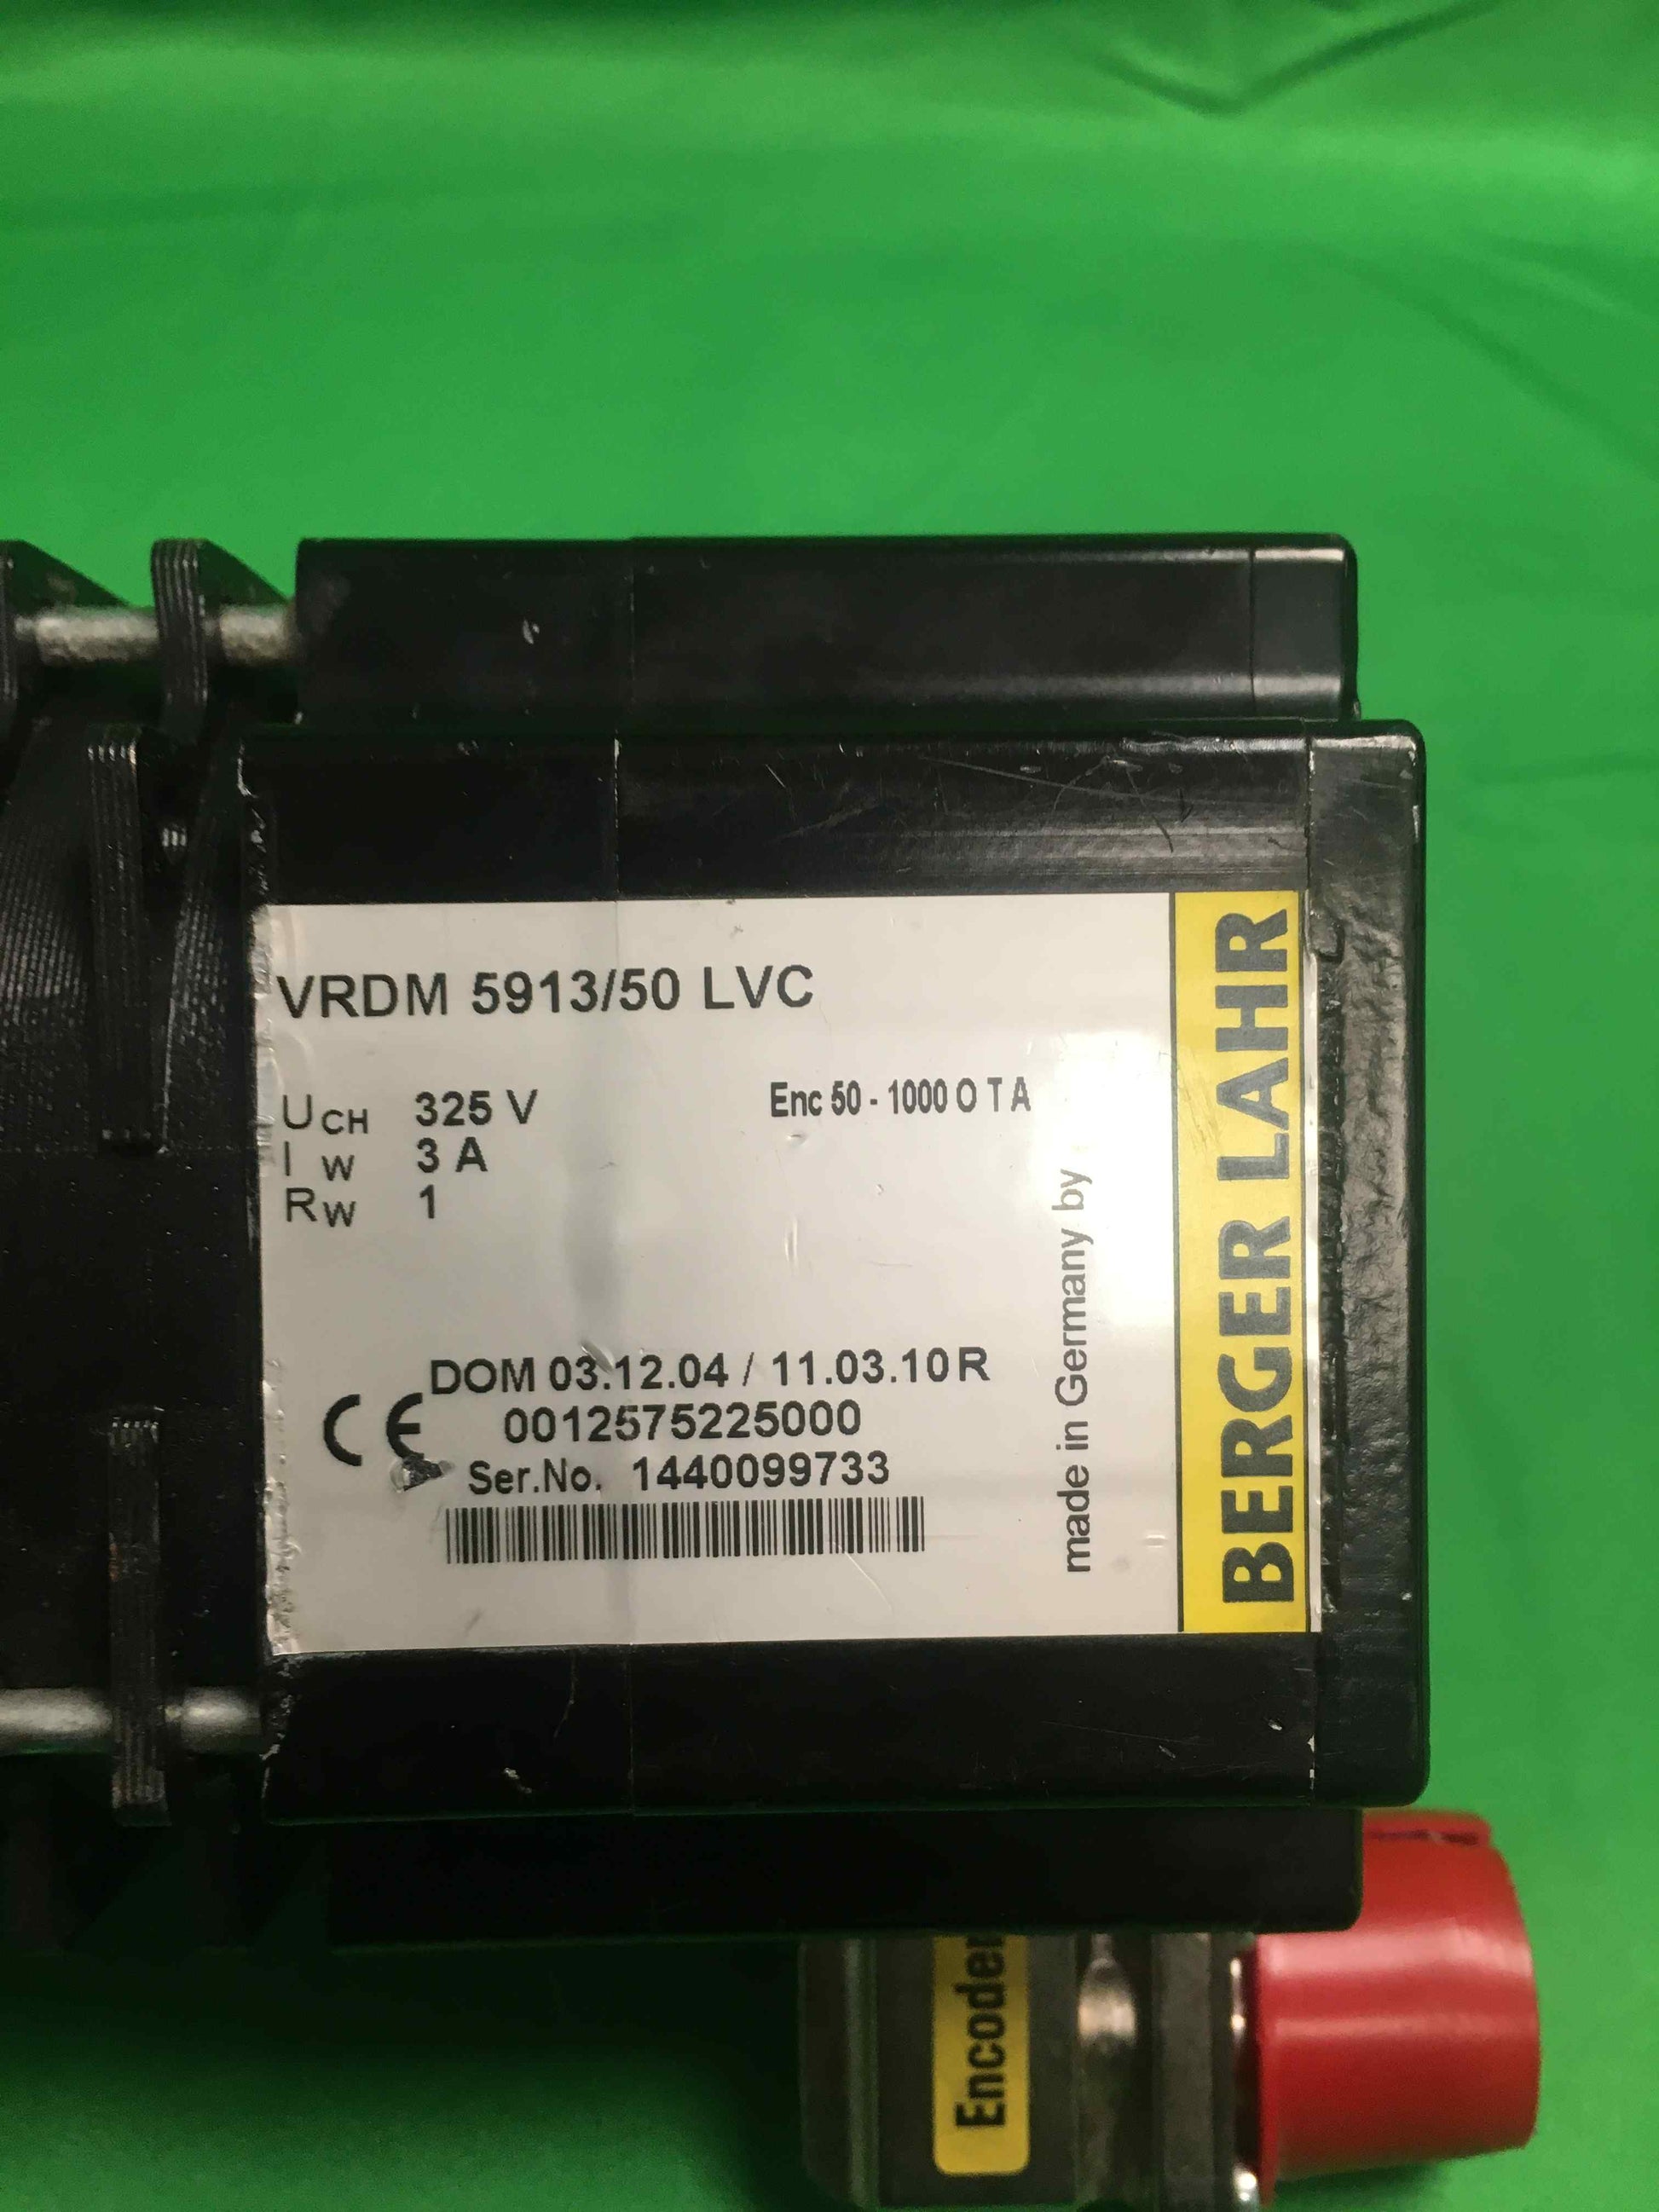 VRDM 5913/50 LVC
UCH 325 V
Enc 50 - 1000 O T A
I W 3 A
RW 1
DOM 03.12.04 / 11.03.10 R
CE 0012575225000
Ser.No. 1440099733
made in Germany by
BERGER LAHR
Encoder